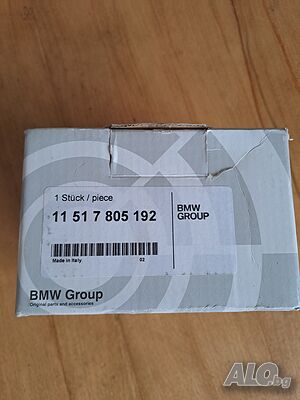 1 Stück / piece
11 51 7 805 192
BMW
GROUP
Made in Italy
02
BMW Group
Original parts and accessories
ALO.bg